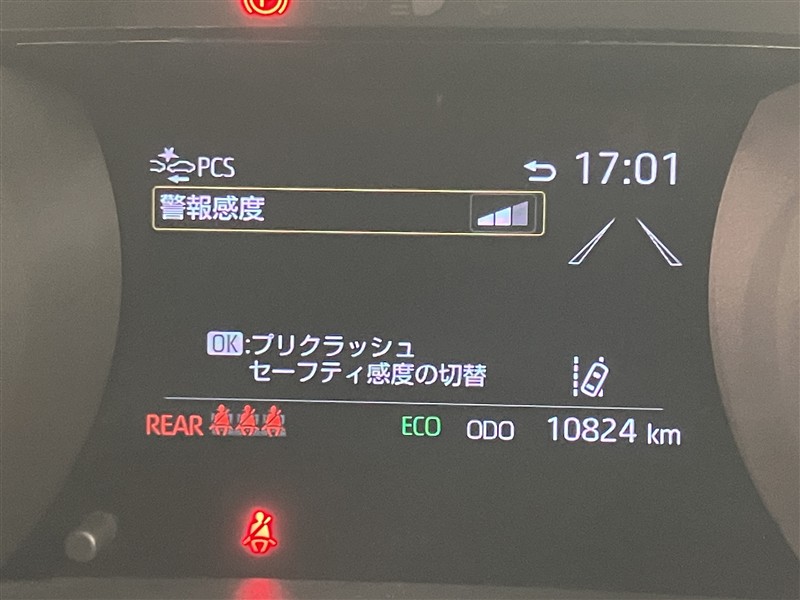 PCS
17:01
警報感度
OK:プリクラッシュ
セーフティ感度の切替
REAR
ECO
ODO
10824 km